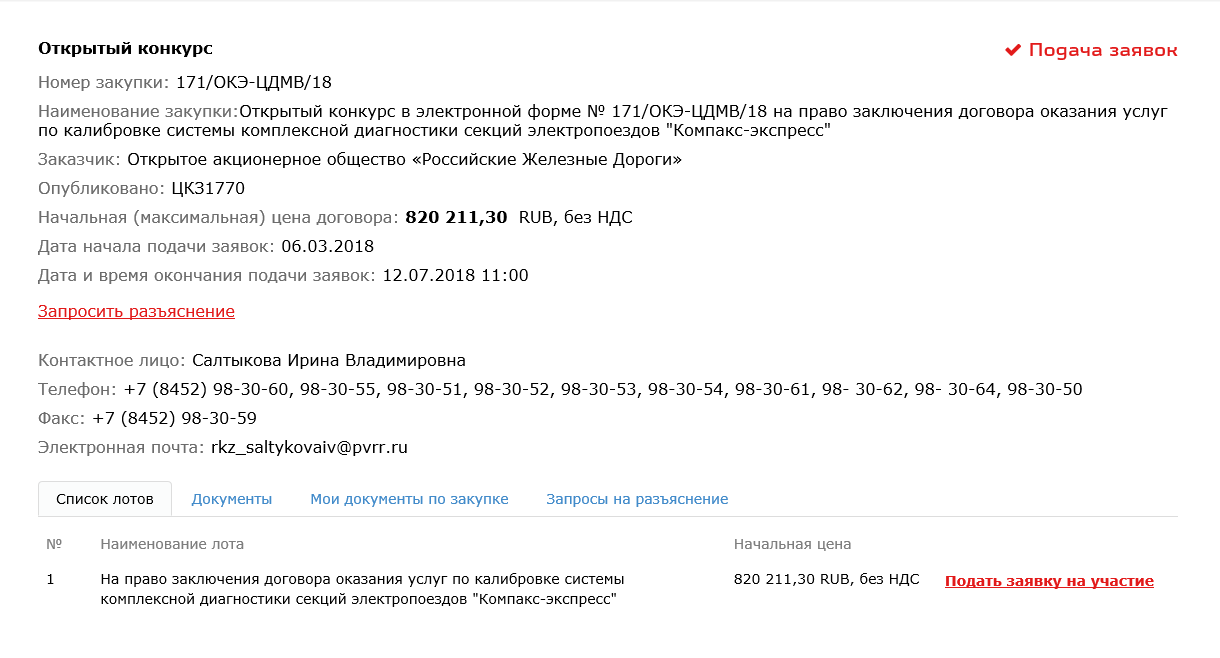 Открытый конкурс
Подача заявок
Номер закупки: 171/ОКЭ-ЦДМВ/18
Наименование закупки:Открытый конкурс в электронной форме № 171/ОКЭ-ЦДМВ/18 на право заключения договора оказания услуг
по калибровке системы комплексной диагностики секций электропоездов "Компакс-экспресс"
Заказчик: Открытое акционерное общество «Российские Железные Дороги»
Опубликовано: ЦКЗ1770
Начальная (максимальная) цена договора: 820 211,30 RUB, без НДС
Дата начала подачи заявок: 06.03.2018
Дата и время окончания подачи заявок: 12.07.2018 11:00
Запросить разъяснение
Контактное лицо: Салтыкова Ирина Владимировна
Телефон: +7 (8452) 98-30-60, 98-30-55, 98-30-51, 98-30-52, 98-30-53, 98-30-54, 98-30-61, 98- 30-62, 98- 30-64, 98-30-50
Факс: +7 (8452) 98-30-59
Электронная почта: rkz_saltykovaiv@pvrr.ru
Список лотов Документы Мои документы по закупке Запросы на разъяснение
№ Наименование лота Начальная цена
1 На право заключения договора оказания услуг по калибровке системы 820 211,30 RUB, без НДС Подать заявку на участие
комплексной диагностики секций электропоездов "Компакс-экспресс"